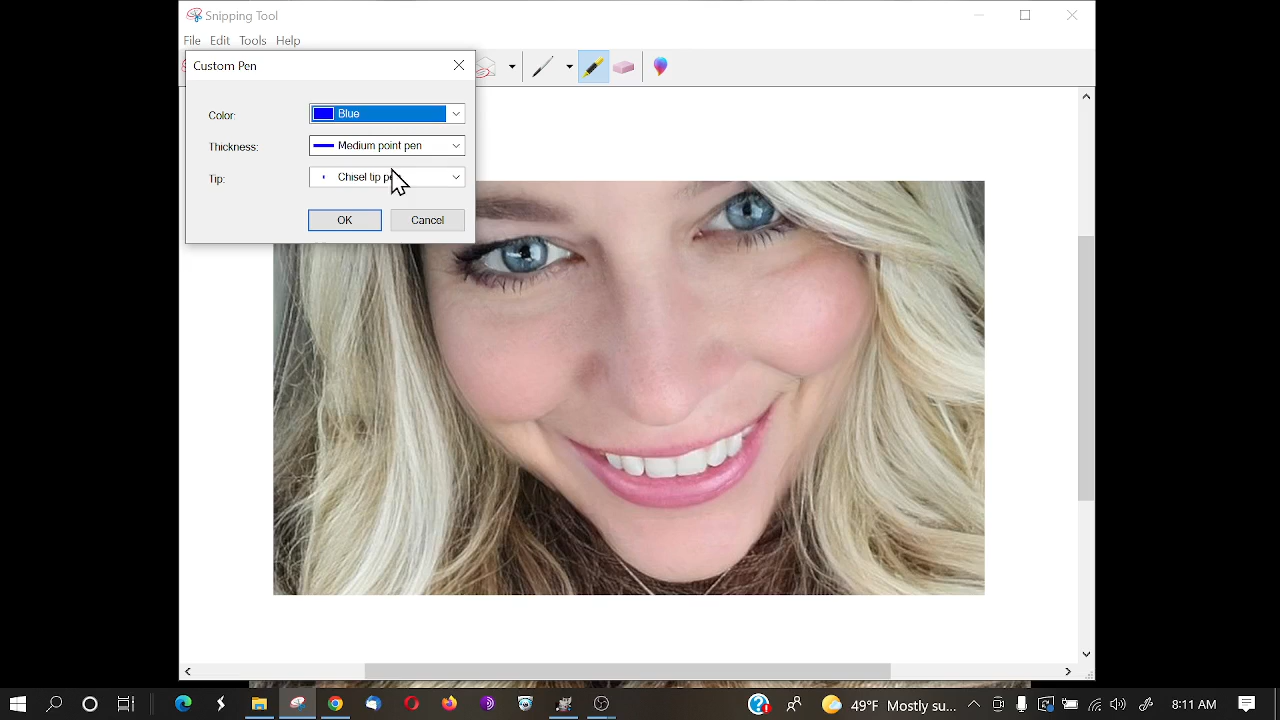 Snipping Tool
File Edit Tools Help
Custom Pen
Color: Blue
Thickness: Medium point pen
Tip: Chisel tip
OK Cancel
49°F Mostly su... 8:11 AM